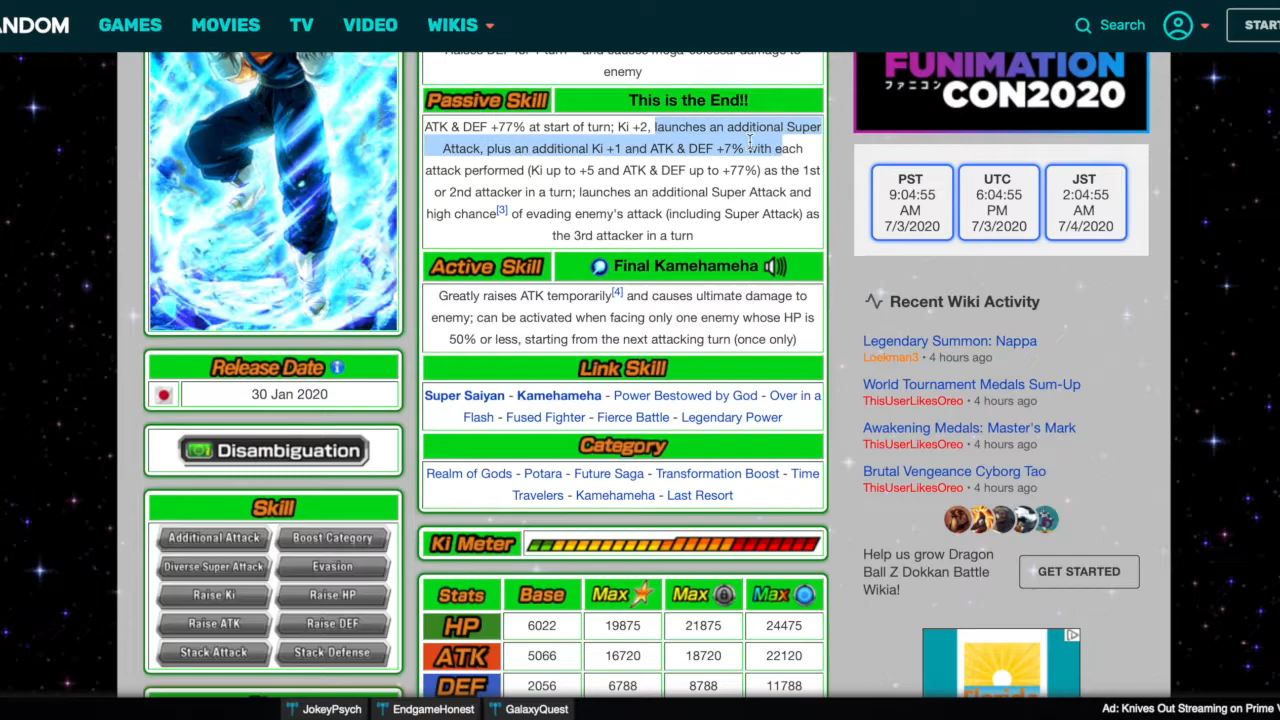 ANDOM GAMES MOVIES TV VIDEO WIKIS Search START
enemy
Passive Skill This is the End!!
ATK & DEF +77% at start of turn; Ki +2, launches an additional Super
Attack, plus an additional Ki +1 and ATK & DEF +7% with each
attack performed (Ki up to +5 and ATK & DEF up to +77%) as the 1st
or 2nd attacker in a turn; launches an additional Super Attack and
high chance[3] of evading enemy's attack (including Super Attack) as
the 3rd attacker in a turn
Active Skill Final Kamehameha
Greatly raises ATK temporarily[4] and causes ultimate damage to
enemy; can be activated when facing only one enemy whose HP is
50% or less, starting from the next attacking turn (once only)
Link Skill
Super Saiyan - Kamehameha - Power Bestowed by God - Over in a
Flash - Fused Fighter - Fierce Battle - Legendary Power
Category
Realm of Gods - Potara - Future Saga - Transformation Boost - Time
Travelers - Kamehameha - Last Resort
Ki Meter
Stats Base Max Max Max
HP 6022 19875 21875 24475
ATK 5066 16720 18720 22120
DEF 2056 6788 8788 11788
Release Date
30 Jan 2020
Disambiguation
Skill
Additional Attack Boost Category
Diverse Super Attack Evasion
Raise Ki Raise HP
Raise ATK Raise DEF
Stack Attack Stack Defense
FUNIMATION
ファニコン CON2020
PST UTC JST
9:04:55 6:04:55 2:04:55
AM PM AM
7/3/2020 7/3/2020 7/4/2020
Recent Wiki Activity
Legendary Summon: Nappa
Loekman3 • 4 hours ago
World Tournament Medals Sum-Up
ThisUserLikesOreo • 4 hours ago
Awakening Medals: Master's Mark
ThisUserLikesOreo • 4 hours ago
Brutal Vengeance Cyborg Tao
ThisUserLikesOreo • 4 hours ago
Help us grow Dragon
Ball Z Dokkan Battle
Wikia!
GET STARTED
JokeyPsych EndgameHonest GalaxyQuest Ad: Knives Out Streaming on Prime V